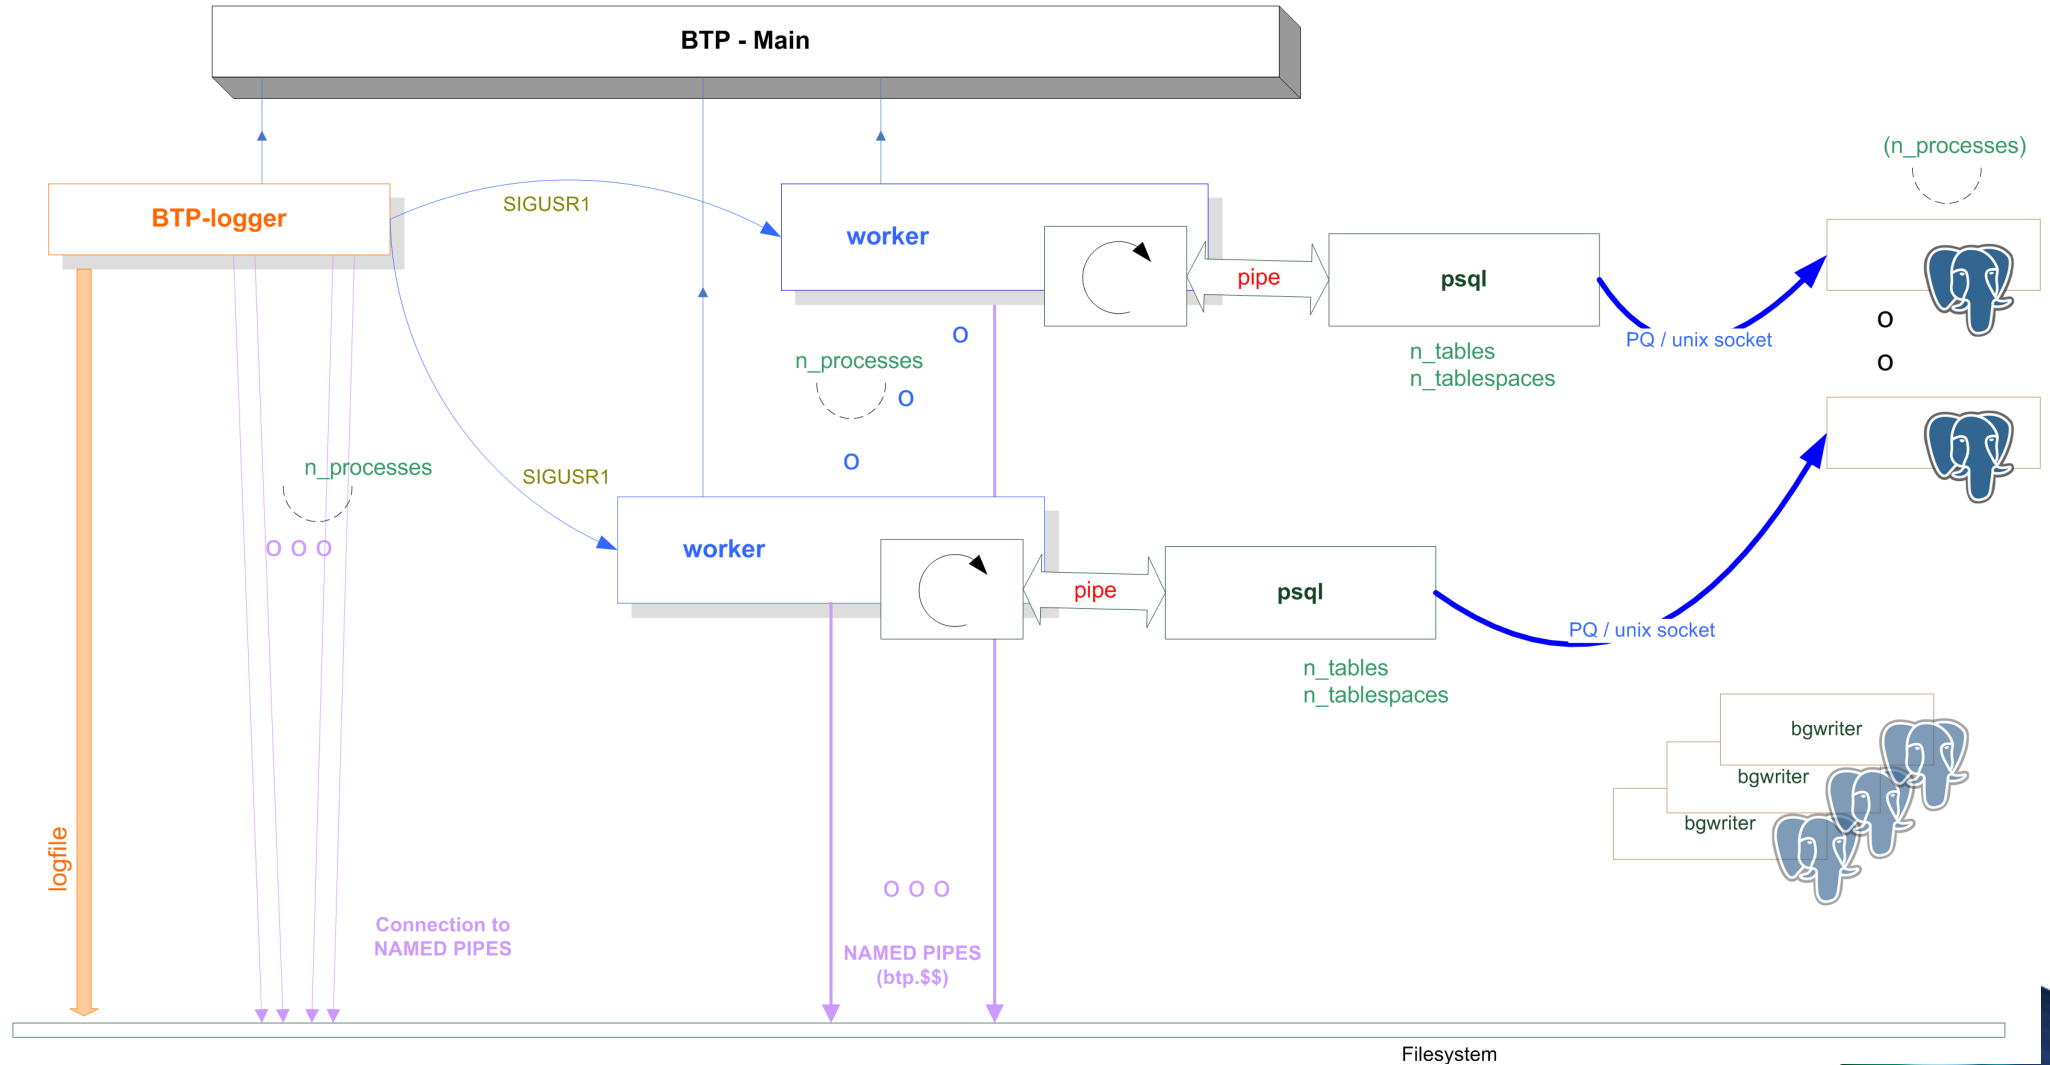 BTP - Main
(n_processes)
BTP-logger
SIGUSR1
worker
pipe
psql
PQ / unix socket
n_tables
n_tablespaces
O
O
O
n_processes
O
O
n_processes
SIGUSR1
O O O
worker
pipe
psql
PQ / unix socket
n_tables
n_tablespaces
bgwriter
bgwriter
bgwriter
logfile
O O O
Connection to
NAMED PIPES
NAMED PIPES
(btp.$$)
Filesystem